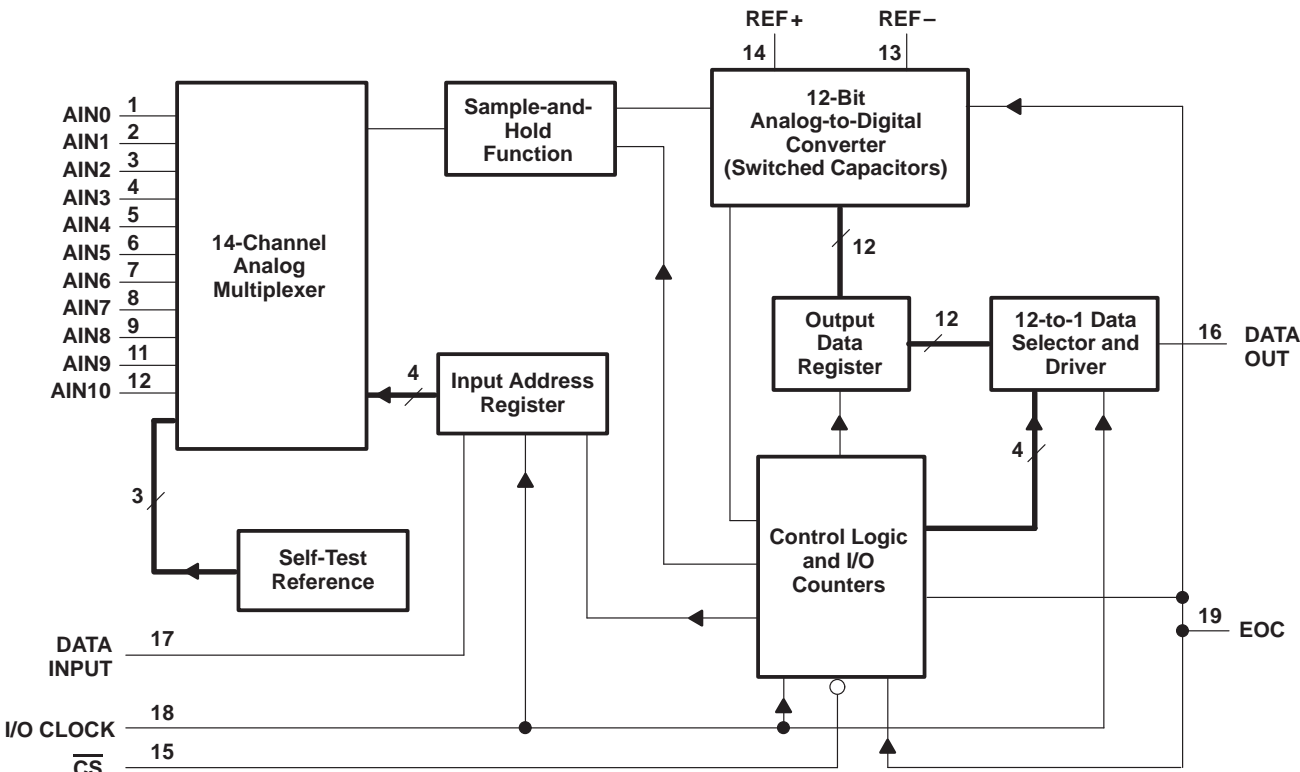 REF+
REF–
14
13
AIN0 1
AIN1 2
AIN2 3
AIN3 4
AIN4 5
AIN5 6
AIN6 7
AIN7 8
AIN8 9
AIN9 11
AIN10 12
14-Channel
Analog
Multiplexer
Sample-and-
Hold
Function
12-Bit
Analog-to-Digital
Converter
(Switched Capacitors)
12
Output
Data
Register
12
12-to-1 Data
Selector and
Driver
16
DATA
OUT
4
Input Address
Register
4
3
Self-Test
Reference
Control Logic
and I/O
Counters
19
EOC
DATA
INPUT
17
I/O CLOCK
18
CS
15